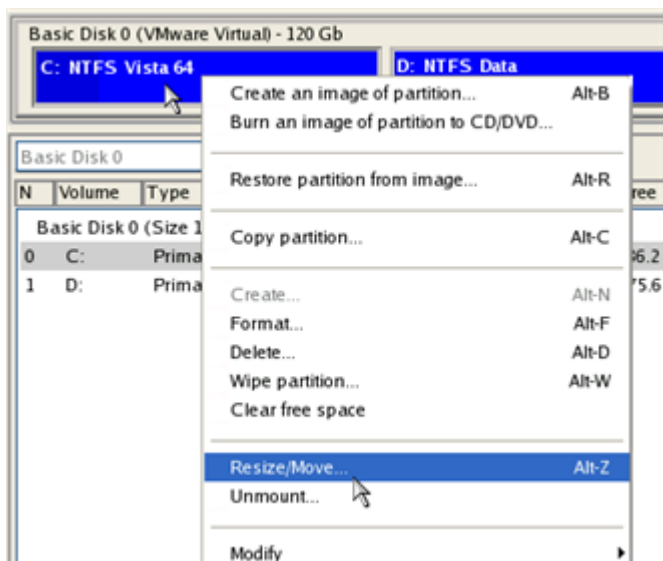 Basic Disk 0 (VMware Virtual) - 120 Gb
C: NTFS Vista 64 D: NTFS Data
Create an image of partition... Alt-B
Burn an image of partition to CD/DVD...
Basic Disk 0
Restore partition from image... Alt-R
N Volume Type ree
Basic Disk 0 (Size 1
Copy partition... Alt-C
0 C: Prima 36.2
1 D: Prima 75.6
Create... Alt-N
Format... Alt-F
Delete... Alt-D
Wipe partition... Alt-W
Clear free space
Resize/Move... Alt-Z
Unmount...
Modify